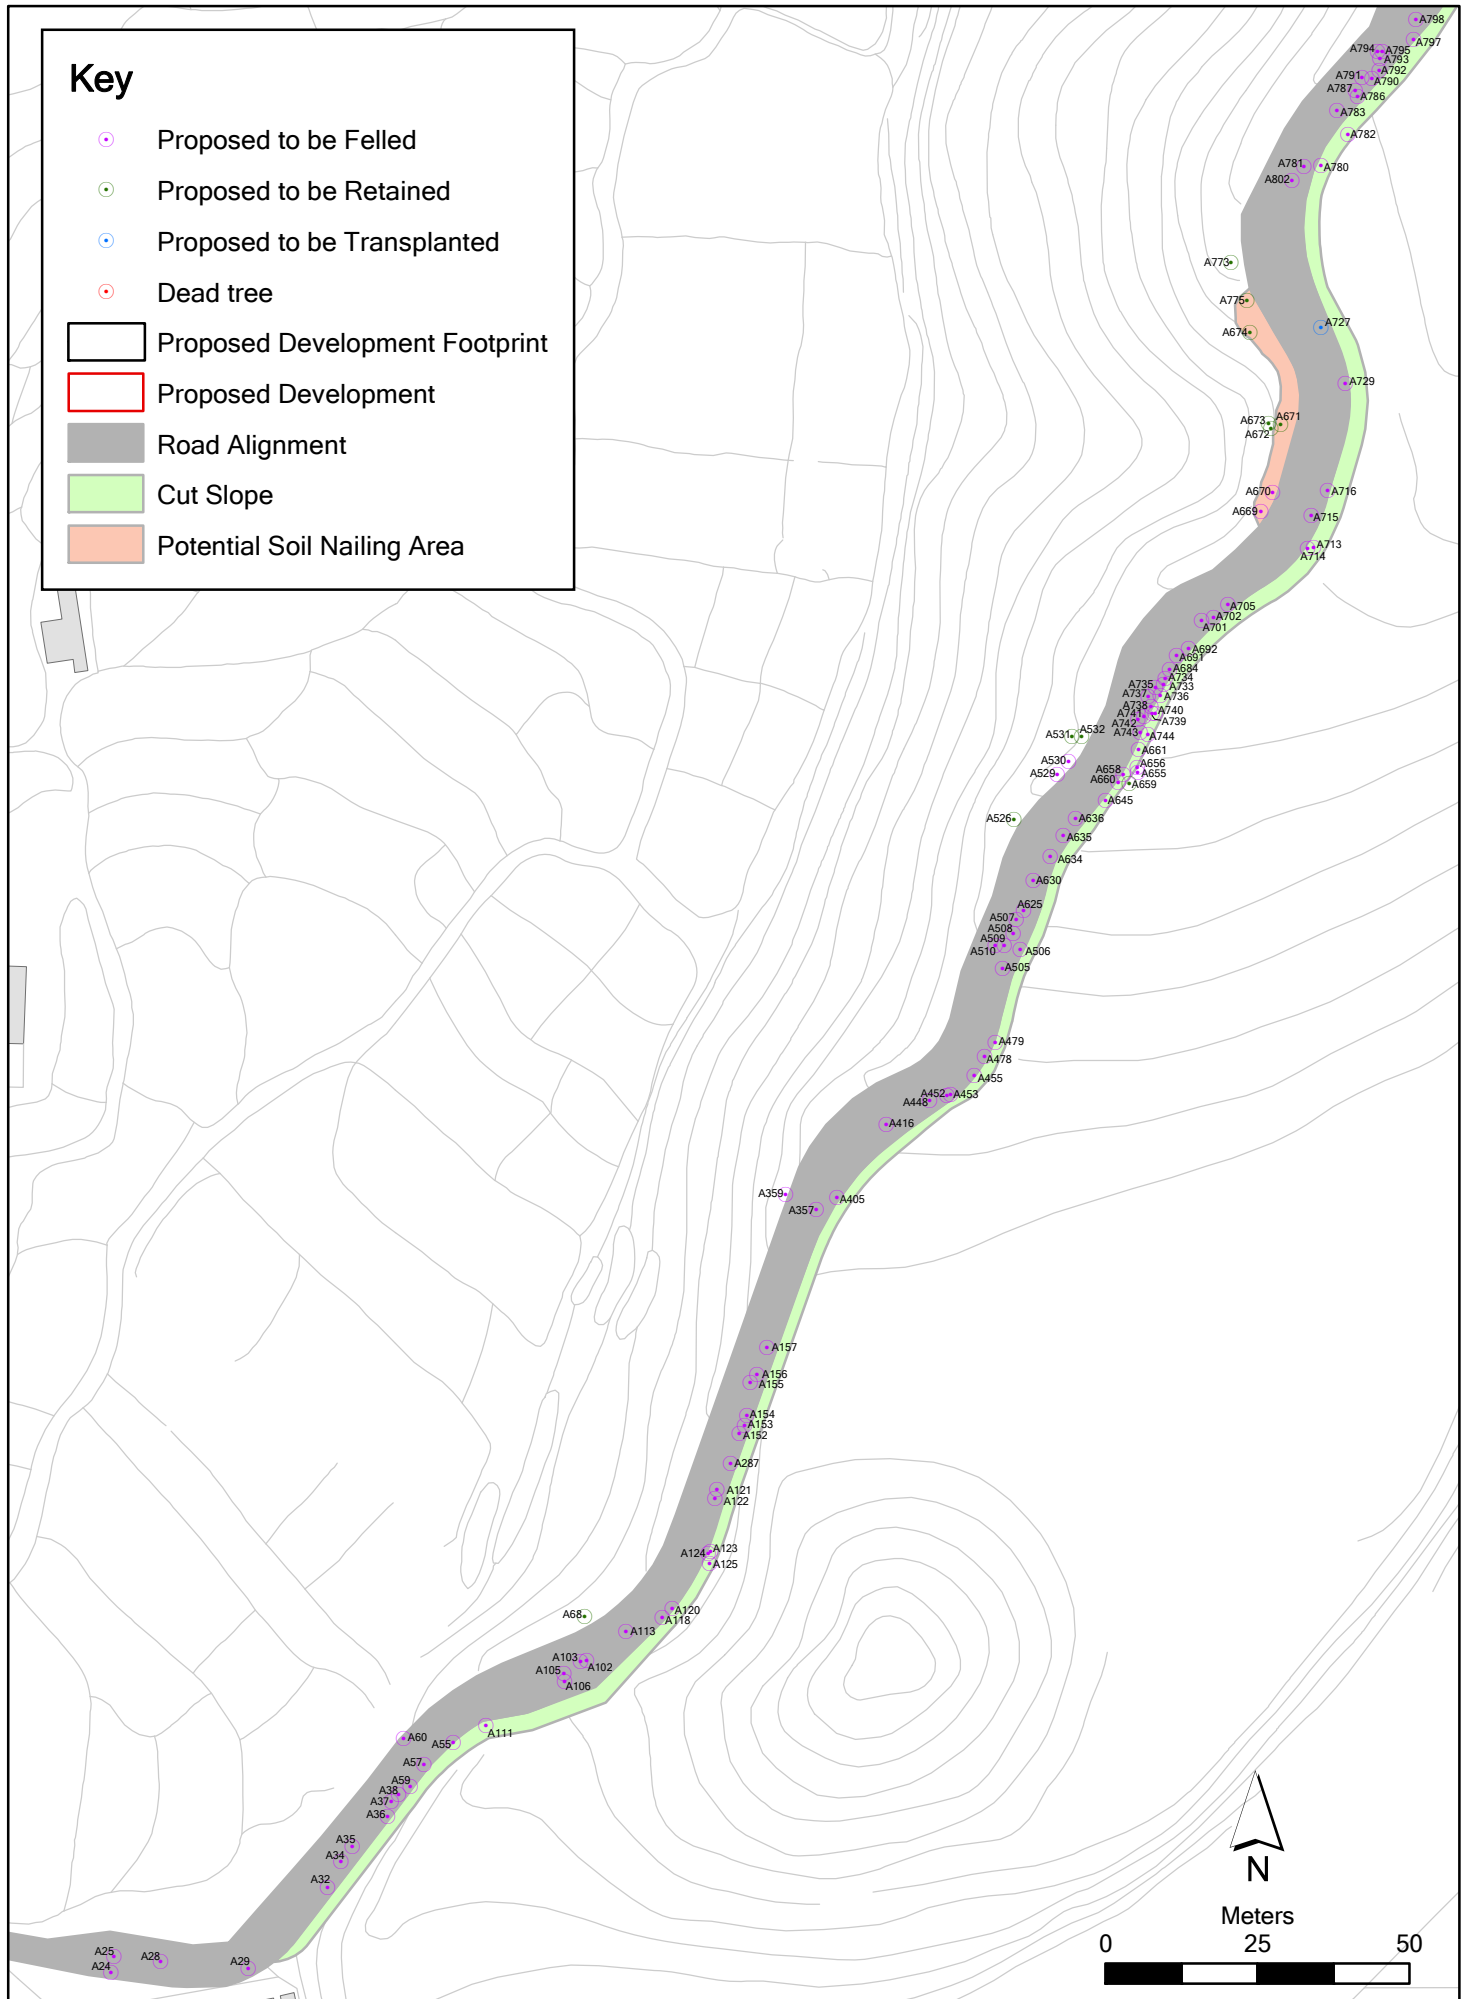 Key
Proposed to be Felled
Proposed to be Retained
Proposed to be Transplanted
Dead tree
Proposed Development Footprint
Proposed Development
Road Alignment
Cut Slope
Potential Soil Nailing Area
A798
A797
A794
A795
A793
A792
A791
A790
A787
A786
A783
A782
A781
A780
A802
A773
A775
A727
A674
A729
A673
A671
A672
A670
A716
A669
A715
A713
A714
A705
A702
A701
A692
A691
A684
A734
A735
A733
A737
A736
A738
A741
A740
A742
A739
A743
A744
A531
A532
A661
A530
A656
A529
A658
A655
A660
A659
A645
A526
A636
A635
A634
A630
A625
A507
A508
A509
A510
A506
A505
A479
A478
A455
A452
A453
A448
A416
A359
A405
A357
A157
A156
A155
A154
A153
A152
A287
A121
A122
A123
A124
A125
A68
A120
A118
A113
A103
A102
A105
A106
A111
A60
A55
A57
A59
A38
A37
A36
A35
A34
A32
A25
A28
A24
A29
N
Meters
0 25 50